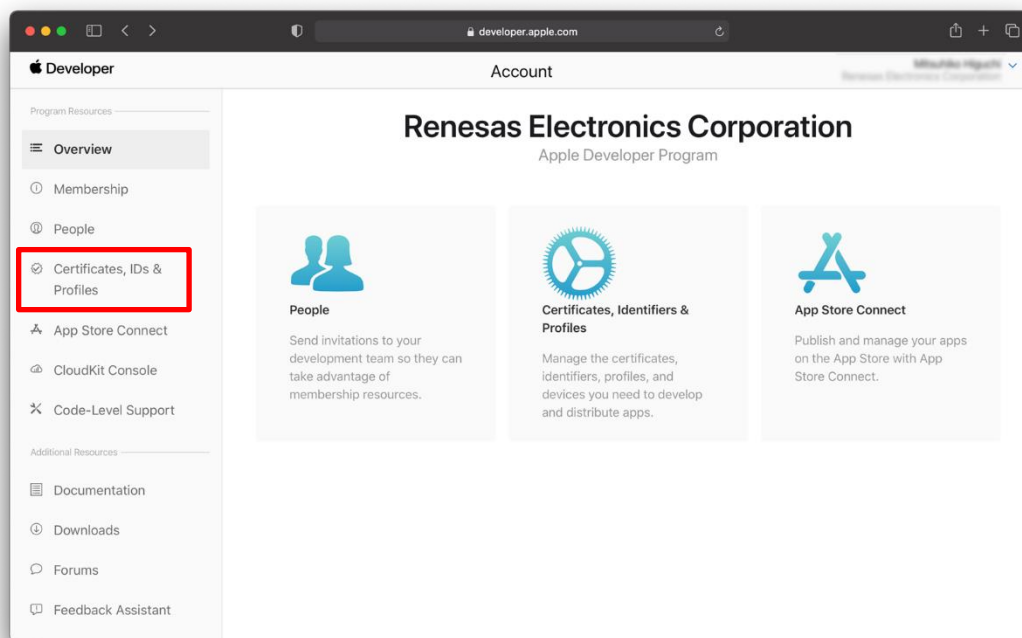 developer.apple.com
Developer
Account
Renesas Electronics Corporation
Program Resources
Overview
Membership
People
Certificates, IDs &
Profiles
App Store Connect
CloudKit Console
Code-Level Support
Additional Resources
Documentation
Downloads
Forums
Feedback Assistant
Renesas Electronics Corporation
Apple Developer Program
People
Send invitations to your
development team so they can
take advantage of
membership resources.
Certificates, Identifiers &
Profiles
Manage the certificates,
identifiers, profiles, and
devices you need to develop
and distribute apps.
App Store Connect
Publish and manage your apps
on the App Store with App
Store Connect.